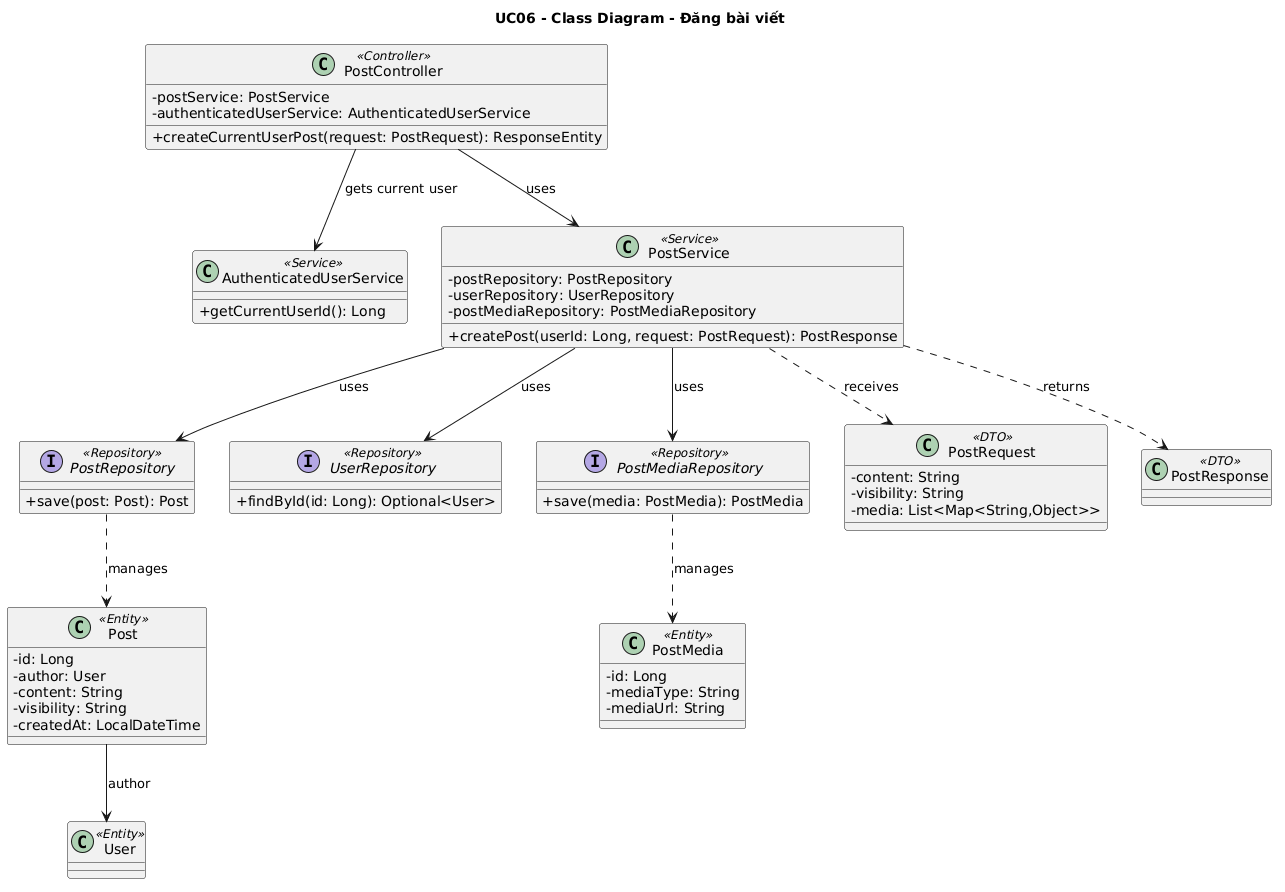 UC06 - Class Diagram - Đăng bài viết
C
«Controller»
PostController
-postService: PostService
-authenticatedUserService: AuthenticatedUserService
+createCurrentUserPost(request: PostRequest): ResponseEntity
gets current user
uses
C
«Service»
AuthenticatedUserService
+getCurrentUserId(): Long
C
«Service»
PostService
-postRepository: PostRepository
-userRepository: UserRepository
-postMediaRepository: PostMediaRepository
+createPost(userId: Long, request: PostRequest): PostResponse
uses
uses
uses
receives
returns
I
«Repository»
PostRepository
+save(post: Post): Post
I
«Repository»
UserRepository
+findById(id: Long): Optional<User>
I
«Repository»
PostMediaRepository
+save(media: PostMedia): PostMedia
C
«DTO»
PostRequest
-content: String
-visibility: String
-media: List<Map<String,Object>>
C
«DTO»
PostResponse
manages
manages
C
«Entity»
Post
-id: Long
-author: User
-content: String
-visibility: String
-createdAt: LocalDateTime
C
«Entity»
PostMedia
-id: Long
-mediaType: String
-mediaUrl: String
author
C
«Entity»
User